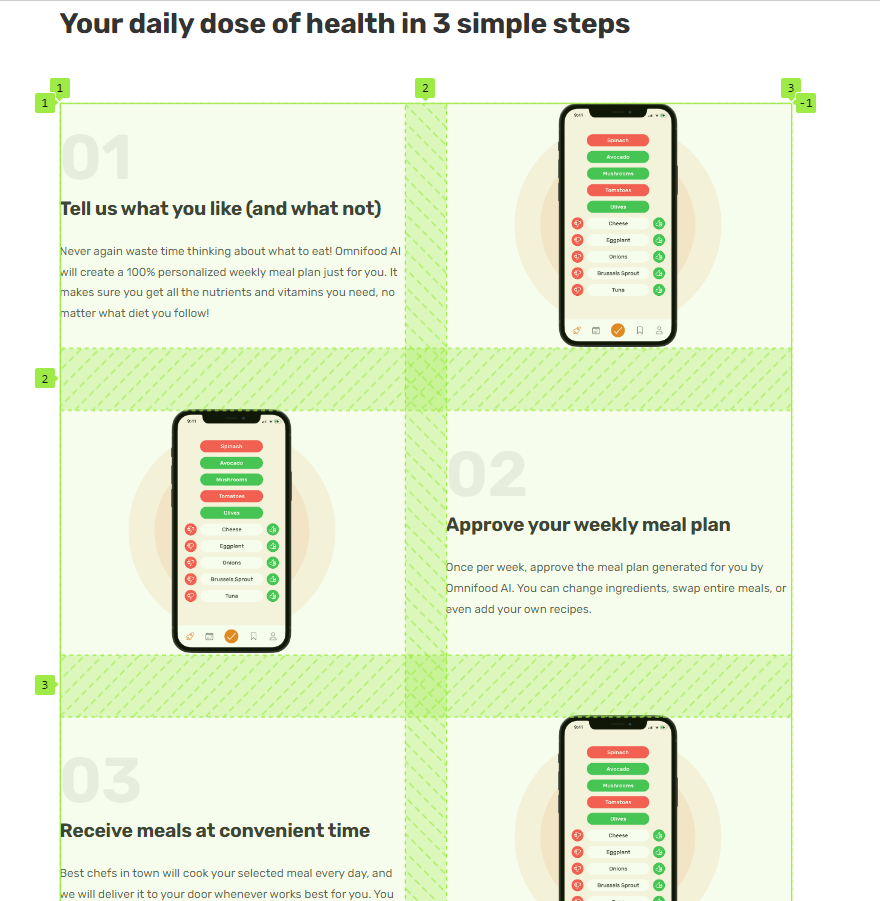 Your daily dose of health in 3 simple steps
1
2
3
1
-1
01
Tell us what you like (and what not)
Never again waste time thinking about what to eat! Omnifood AI
will create a 100% personalized weekly meal plan just for you. It
makes sure you get all the nutrients and vitamins you need, no
matter what diet you follow!
9:41
Spinach
Avocado
Mushrooms
Tomatoes
Olives
Cheese
Eggplant
Onions
Brussels Sprout
Tuna
2
9:41
Spinach
Avocado
Mushrooms
Tomatoes
Olives
Cheese
Eggplant
Onions
Brussels Sprout
Tuna
02
Approve your weekly meal plan
Once per week, approve the meal plan generated for you by
Omnifood AI. You can change ingredients, swap entire meals, or
even add your own recipes.
3
03
Receive meals at convenient time
Best chefs in town will cook your selected meal every day, and
we will deliver it to your door whenever works best for you. You
9:41
Spinach
Avocado
Mushrooms
Tomatoes
Olives
Cheese
Eggplant
Onions
Brussels Sprout